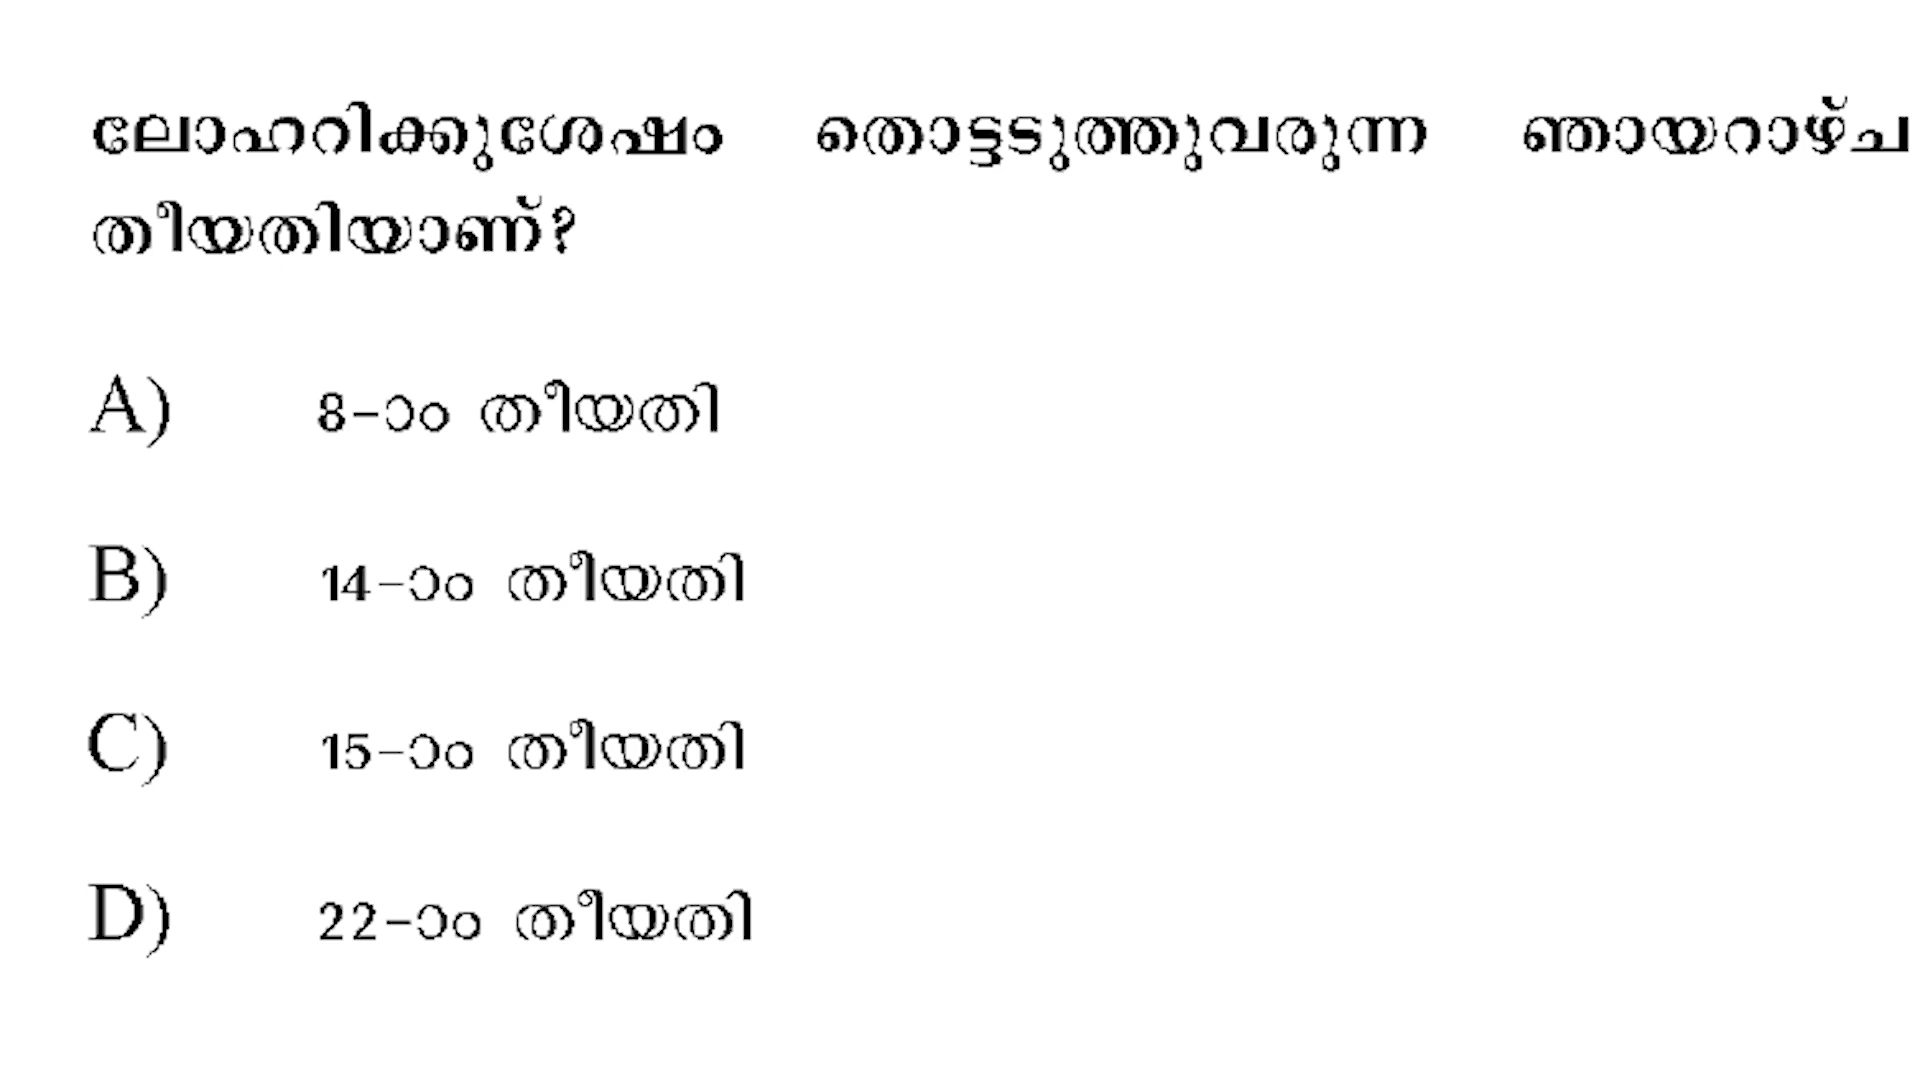 ലോഹറിക്കുശേഷം തൊട്ടടുത്തുവരുന്ന ഞായറാഴ്ച
തീയതിയാണ്?
A) 8-ാം തീയതി
B) 14-ാം തീയതി
C) 15-ാം തീയതി
D) 22-ാം തീയതി